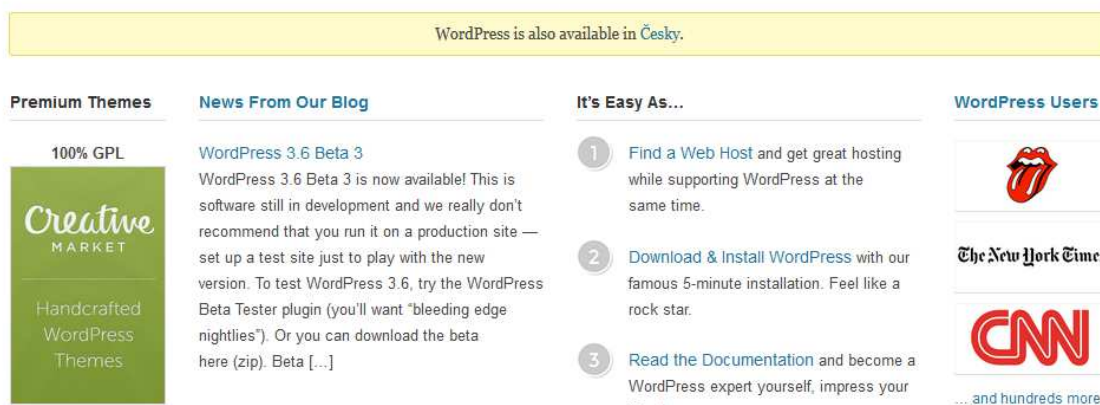 WordPress is also available in Česky.
Premium Themes
100% GPL
Creative
MARKET
Handcrafted
WordPress
Themes
News From Our Blog
WordPress 3.6 Beta 3
WordPress 3.6 Beta 3 is now available! This is
software still in development and we really don’t
recommend that you run it on a production site —
set up a test site just to play with the new
version. To test WordPress 3.6, try the WordPress
Beta Tester plugin (you’ll want “bleeding edge
nightlies”). Or you can download the beta
here (zip). Beta […]
It’s Easy As…
1
Find a Web Host and get great hosting
while supporting WordPress at the
same time.
2
Download & Install WordPress with our
famous 5-minute installation. Feel like a
rock star.
3
Read the Documentation and become a
WordPress expert yourself, impress your
WordPress Users
The New York Time
CNN
… and hundreds more